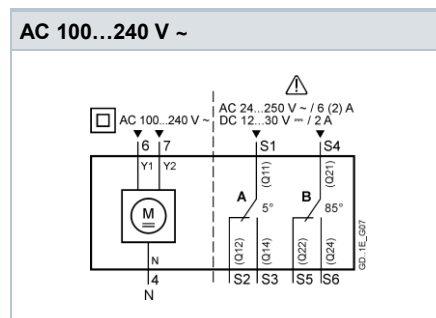 AC 100...240 V ~
AC 24...250 V ~ / 6 (2) A
AC 100...240 V ~ DC 12...30 V ⎓ / 2 A
6 7 S1 S4
Y1 Y2 (Q11) (Q21)
A 5° B 85°
M
(Q12) (Q14) (Q22) (Q24)
N
4 S2 S3 S5 S6
N
GD..1E_G07